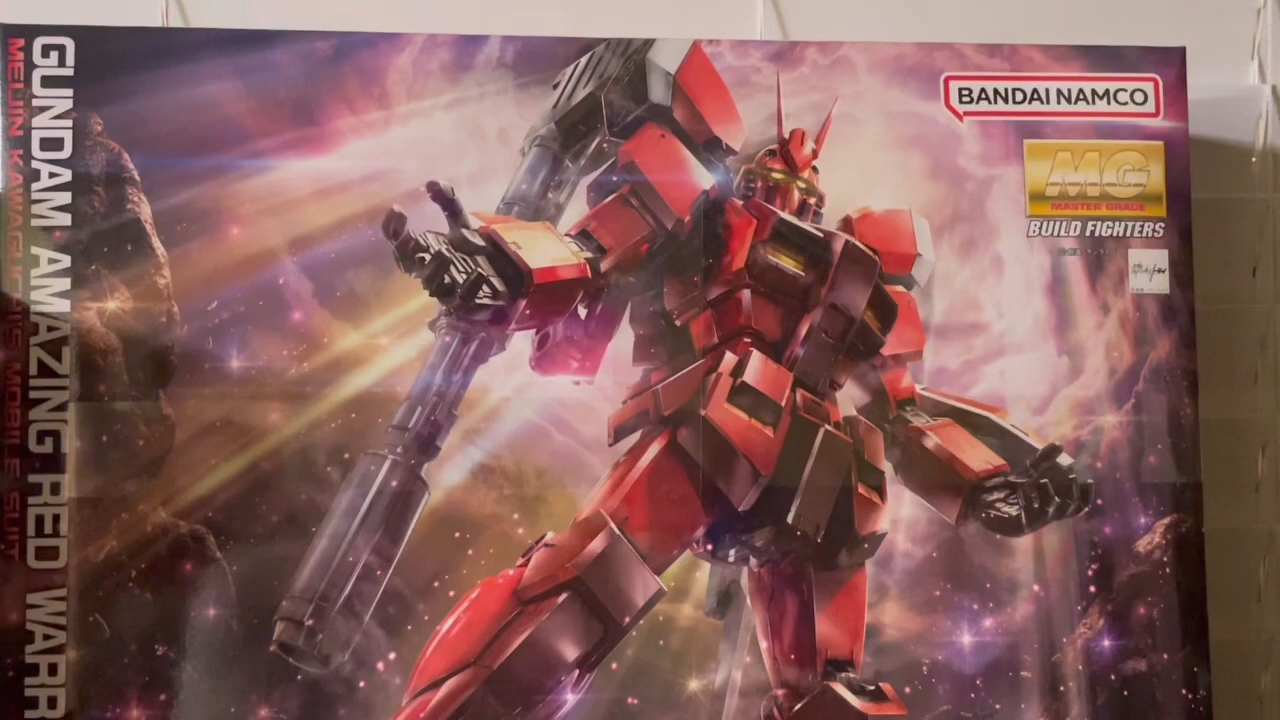 GUNDAM AMAZING RED WARR
MEIJIN KAWAGUCHI'S MOBILE SUIT
BANDAI NAMCO
MG
MASTER GRADE
BUILD FIGHTERS